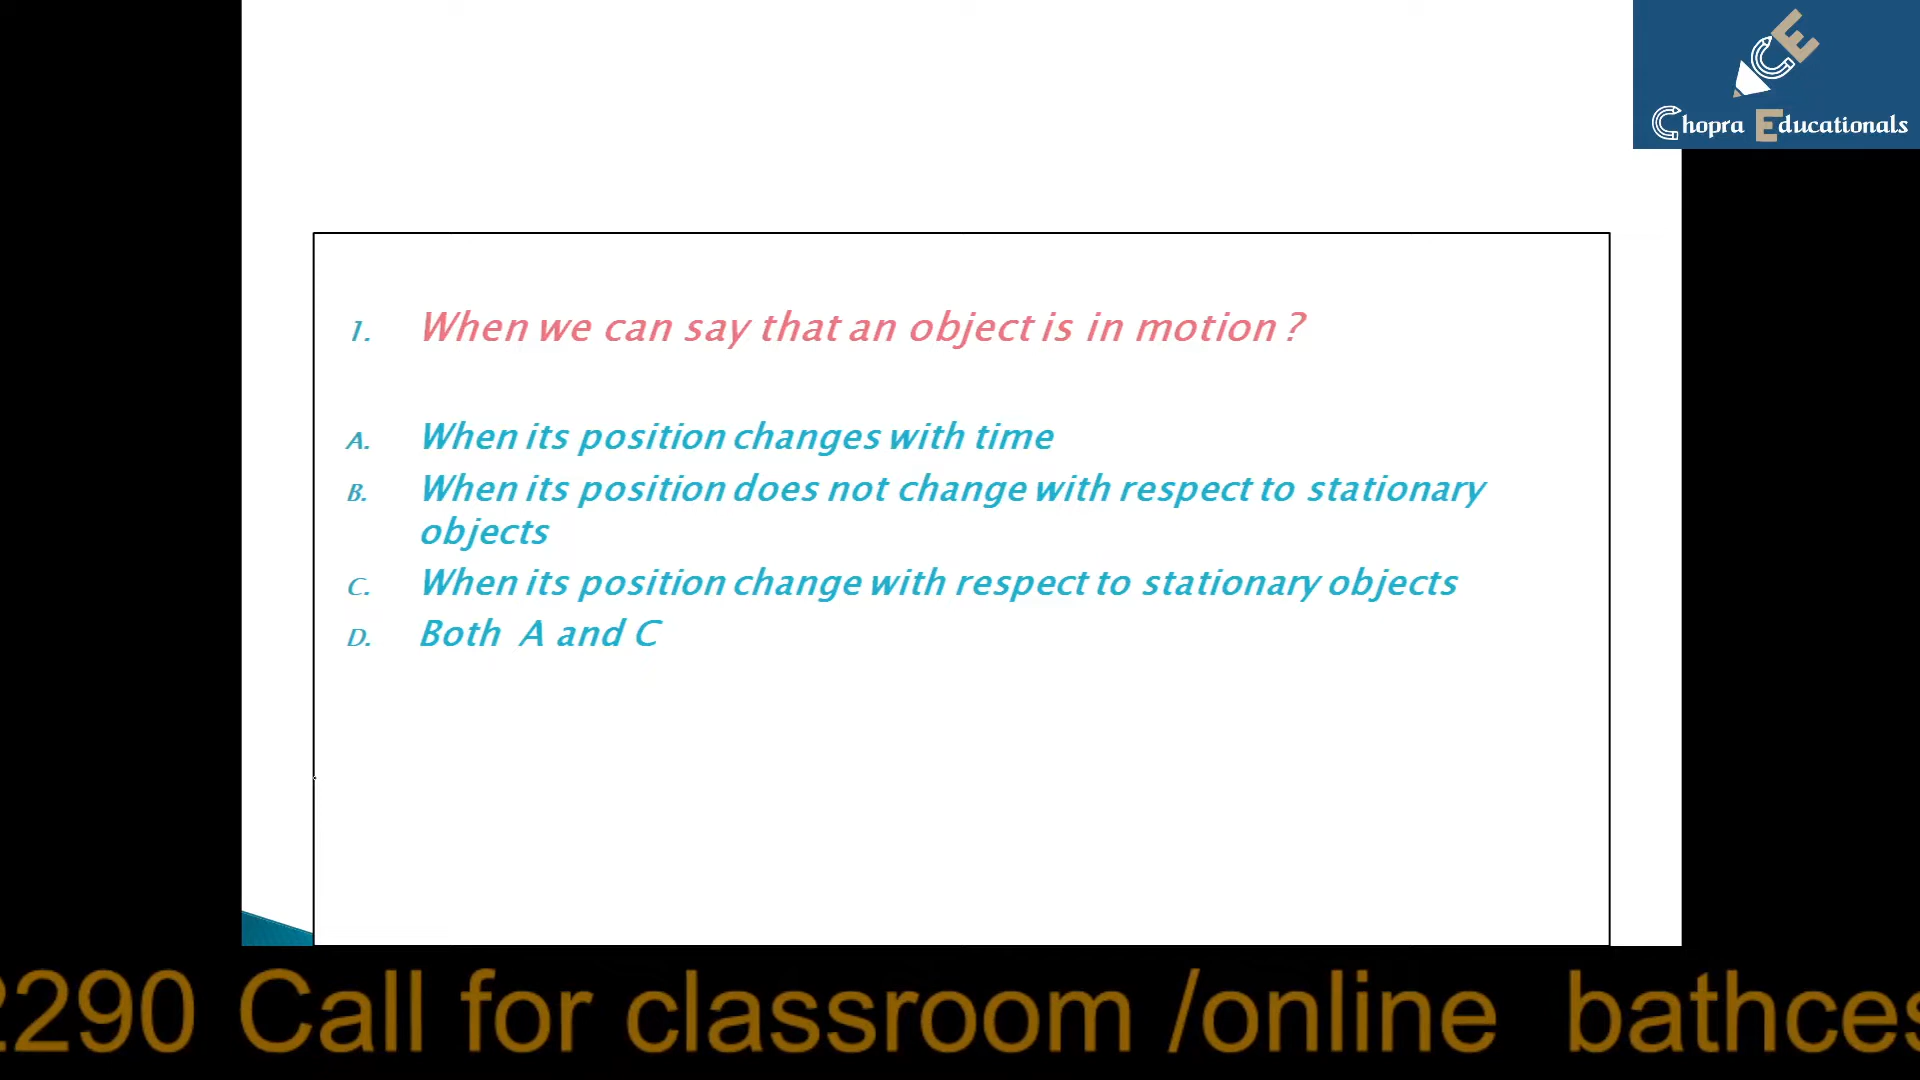 Chopra Educationals
1. When we can say that an object is in motion ?
A. When its position changes with time
B. When its position does not change with respect to stationary
objects
C. When its position change with respect to stationary objects
D. Both A and C
2290 Call for classroom /online bathces